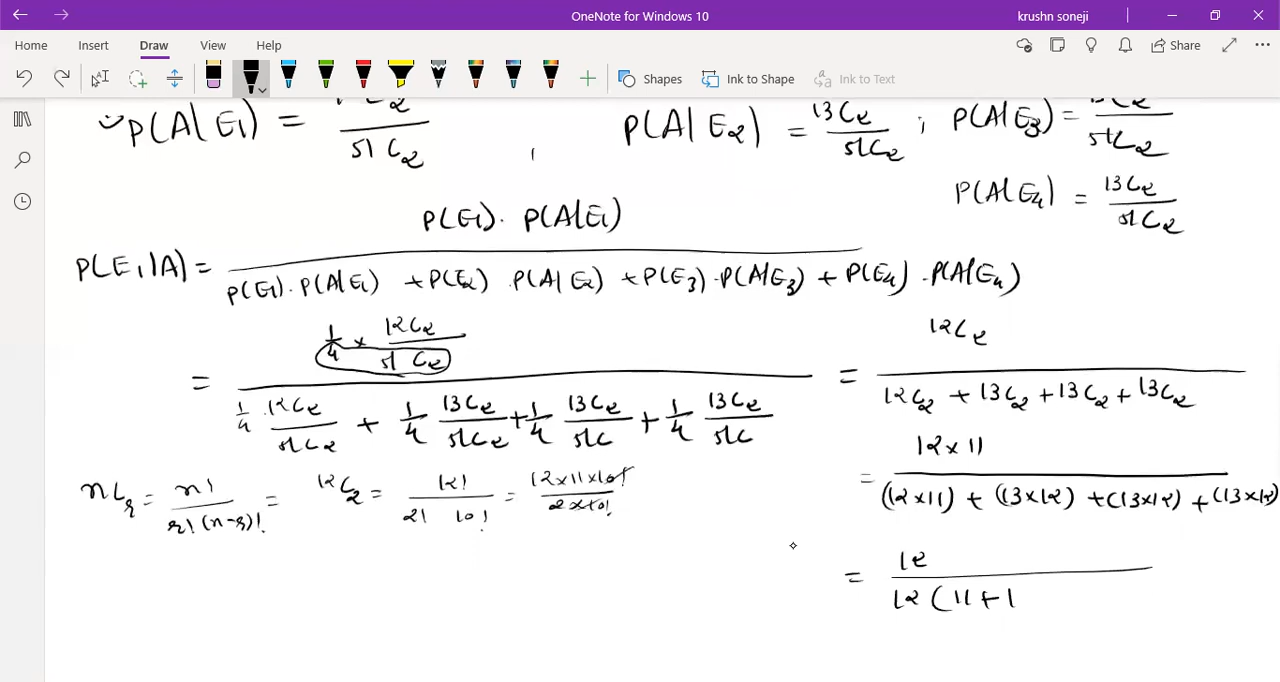 OneNote for Windows 10
krushn soneji
Home Insert Draw View Help
Share
Shapes Ink to Shape Ink to Text
P(A|E1) = C2 / 51C2
P(A|E2) = 13C2 / 51C2 ; P(A|E3) = C2 / 51C2
P(A|E4) = 13C2 / 51C2
P(E1). P(A|E1)
P(E1|A) =
P(E1). P(A|E1) + P(E2) . P(A|E2) + P(E3) . P(A|E3) + P(E4) . P(A|E4)
1/4 × 12C2 / 51C2
=
1/4 . 12C2 / 51C2 + 1/4 13C2 / 51C2 + 1/4 13C2 / 51C + 1/4 13C2 / 51C
= 12C2
12C2 + 13C2 + 13C2 + 13C2
= 12 × 11
(12×11) + (13×12) + (13×12) + (13×12
nCr = n! / r! (n-r)! = 12C2 = 12! / 2! 10! = 12×11×10! / 2×10!
= 12
12 (11+1